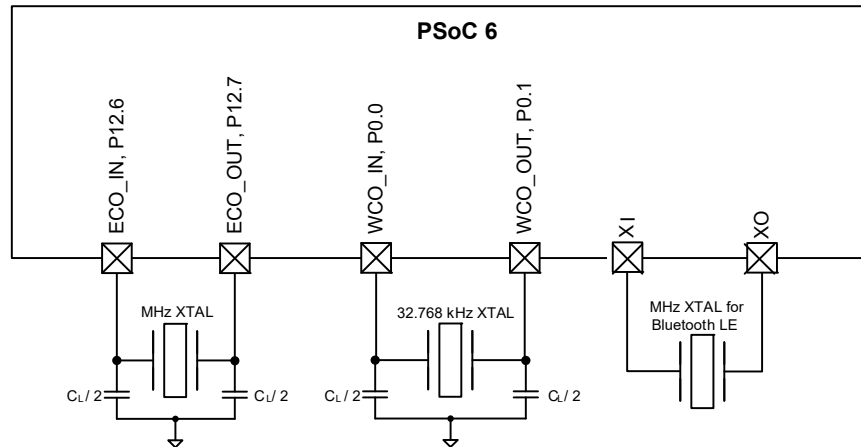 PSoC 6
ECO_IN, P12.6
ECO_OUT, P12.7
WCO_IN, P0.0
WCO_OUT, P0.1
XI
XO
MHz XTAL
32.768 kHz XTAL
MHz XTAL for
Bluetooth LE
CL/ 2
CL/ 2
CL/ 2
CL/ 2